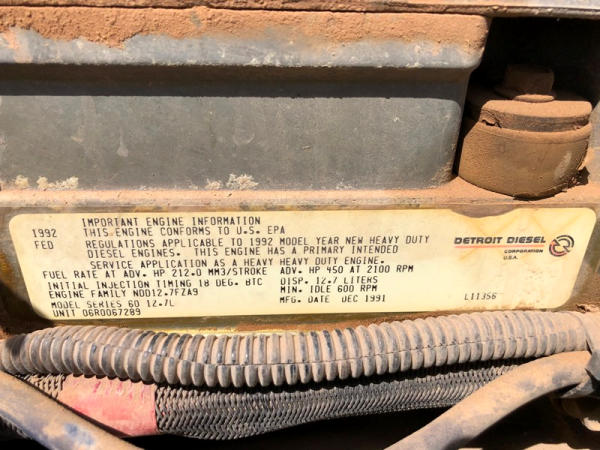 IMPORTANT ENGINE INFORMATION
1992 THIS ENGINE CONFORMS TO U.S. EPA
FED REGULATIONS APPLICABLE TO 1992 MODEL YEAR NEW HEAVY DUTY
DIESEL ENGINES. THIS ENGINE HAS A PRIMARY INTENDED
SERVICE APPLICATION AS A HEAVY HEAVY DUTY ENGINE.
FUEL RATE AT ADV. HP 212.0 MM3/STROKE ADV. HP 450 AT 2100 RPM
INITIAL INJECTION TIMING 18 DEG. BTC DISP. 12.7 LITERS
ENGINE FAMILY NDD12.7FZA9 MIN. IDLE 600 RPM
MODEL SERIES 60 12.7L MFG. DATE DEC 1991
UNIT 06R0067289
DETROIT DIESEL
CORPORATION
U.S.A.
L11356